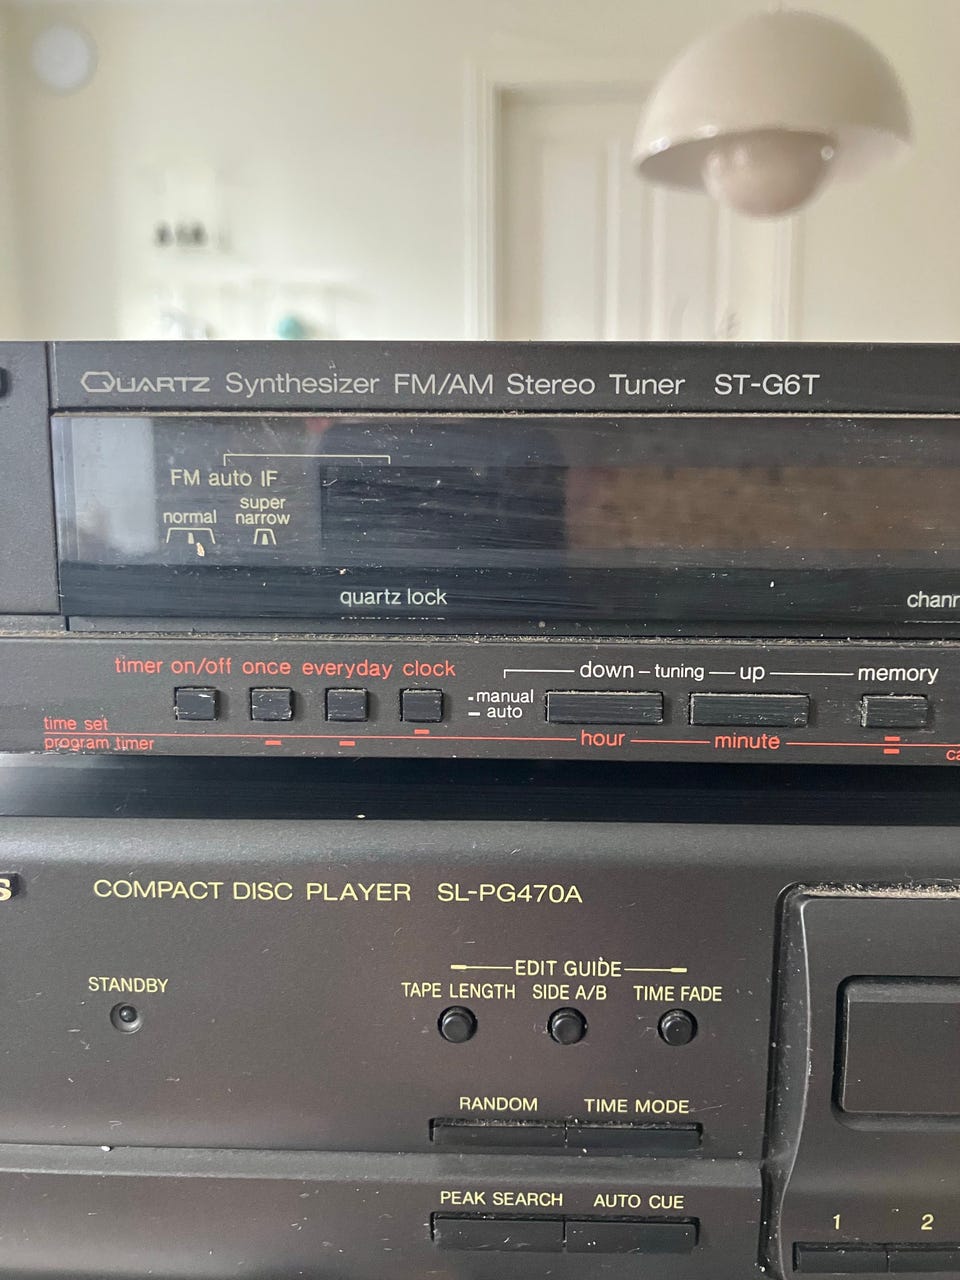 QUARTZ Synthesizer FM/AM Stereo Tuner ST-G6T
FM auto IF
normal
super
narrow
quartz lock
timer on/off once everyday clock
down tuning up memory
manual
auto
time set
program timer
hour minute
COMPACT DISC PLAYER SL-PG470A
STANDBY
EDIT GUIDE
TAPE LENGTH SIDE A/B TIME FADE
RANDOM TIME MODE
PEAK SEARCH AUTO CUE
1 2